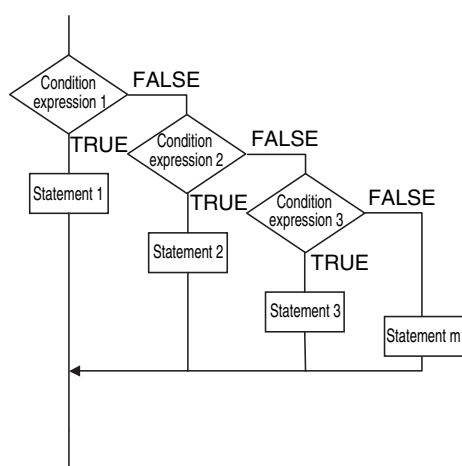 Condition
expression 1
FALSE
TRUE
Statement 1
Condition
expression 2
FALSE
TRUE
Statement 2
Condition
expression 3
FALSE
TRUE
Statement 3
Statement m